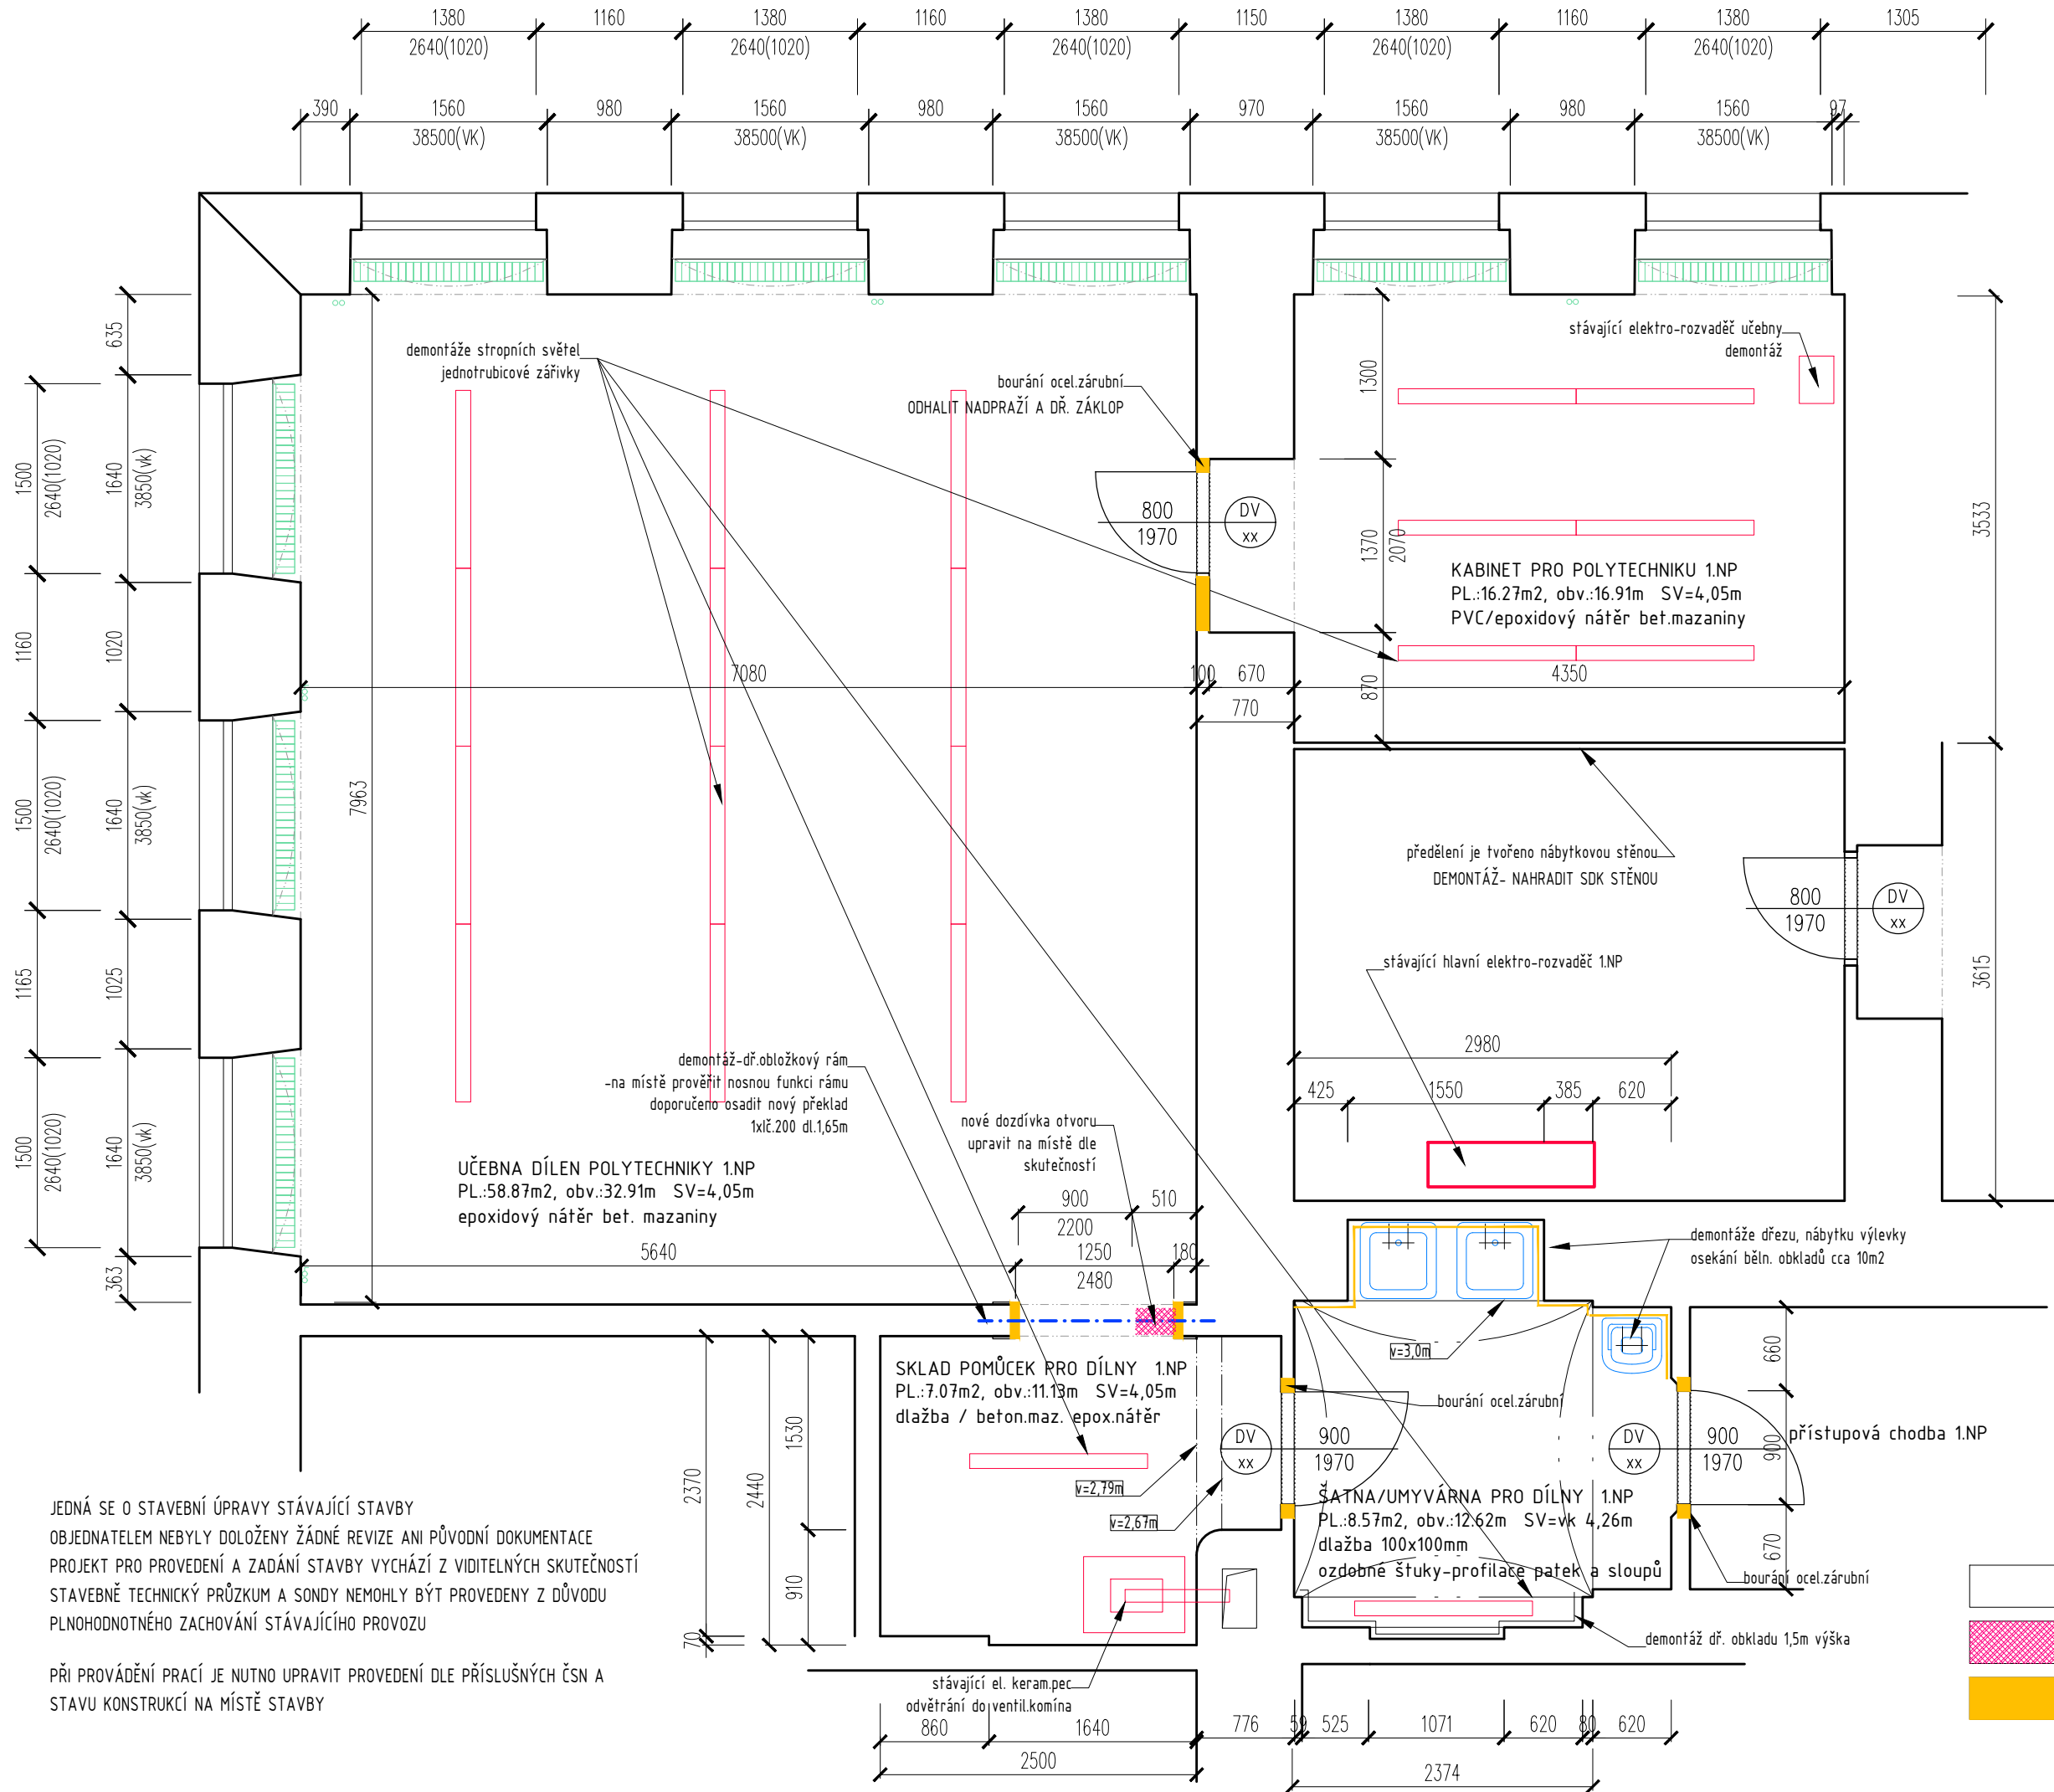 1380 1160 1380 1160 1380 1150 1380 1160 1380 1305
2640(1020) 2640(1020) 2640(1020) 2640(1020) 2640(1020)
390 1560 980 1560 980 1560 970 1560 980 1560 97
38500(VK) 38500(VK) 38500(VK) 38500(VK) 38500(VK)
635
1500
2640(1020)
1640
3850(vk)
1160
1020
1500
2640(1020)
1640
3850(vk)
1165
1025
1500
2640(1020)
1640
3850(vk)
363
7963
demontáže stropních světel
jednotrubicové zářivky
bourání ocel.zárubní
ODHALIT NADPRAŽÍ A DŘ. ZÁKLOP
stávající elektro-rozvaděč učebny
demontáž
1300
1370
2070
870
3533
3615
800
1970
DV
xx
KABINET PRO POLYTECHNIKU 1.NP
PL.:16.27m2, obv.:16.91m SV=4,05m
PVC/epoxidový nátěr bet.mazaniny
7080 100 670 4350
770
předělení je tvořeno nábytkovou stěnou
DEMONTÁŽ- NAHRADIT SDK STĚNOU
800
1970
DV
xx
stávající hlavní elektro-rozvaděč 1.NP
2980
425 1550 385 620
demontáž-dř.obložkový rám
-na místě prověřit nosnou funkci rámu
doporučeno osadit nový překlad
1xIč.200 dl.1,65m
nové dozdívka otvoru
upravit na místě dle
skutečností
UČEBNA DÍLEN POLYTECHNIKY 1.NP
PL.:58.87m2, obv.:32.91m SV=4,05m
epoxidový nátěr bet. mazaniny
900 510
2200
5640 1250 180
2480
demontáže dřezu, nábytku výlevky
osekání běln. obkladů cca 10m2
v=3,0m
SKLAD POMŮCEK PRO DÍLNY 1.NP
PL.:7.07m2, obv.:11.13m SV=4,05m
dlažba / beton.maz. epox.nátěr
bourání ocel.zárubní
660
900
670
2370
2440
1530
910
70
DV
xx
900
1970
DV
xx
900
1970
přístupová chodba 1.NP
v=2,79m
v=2,67m
ŠATNA/UMYVÁRNA PRO DÍLNY 1.NP
PL.:8.57m2, obv.:12.62m SV=vk 4,26m
dlažba 100x100mm
ozdobné štuky-profilace patek a sloupů
bourání ocel.zárubní
demontáž dř. obkladu 1,5m výška
stávající el. keram.pec
odvětrání do ventil.komína
860 1640 776 59 525 1071 620 80 620
2500
2374
JEDNÁ SE O STAVEBNÍ ÚPRAVY STÁVAJÍCÍ STAVBY
OBJEDNATELEM NEBYLY DOLOŽENY ŽÁDNÉ REVIZE ANI PŮVODNÍ DOKUMENTACE
PROJEKT PRO PROVEDENÍ A ZADÁNÍ STAVBY VYCHÁZÍ Z VIDITELNÝCH SKUTEČNOSTÍ
STAVEBNĚ TECHNICKÝ PRŮZKUM A SONDY NEMOHLY BÝT PROVEDENY Z DŮVODU
PLNOHODNOTNÉHO ZACHOVÁNÍ STÁVAJÍCÍHO PROVOZU
PŘI PROVÁDĚNÍ PRACÍ JE NUTNO UPRAVIT PROVEDENÍ DLE PŘÍSLUŠNÝCH ČSN A
STAVU KONSTRUKCÍ NA MÍSTĚ STAVBY